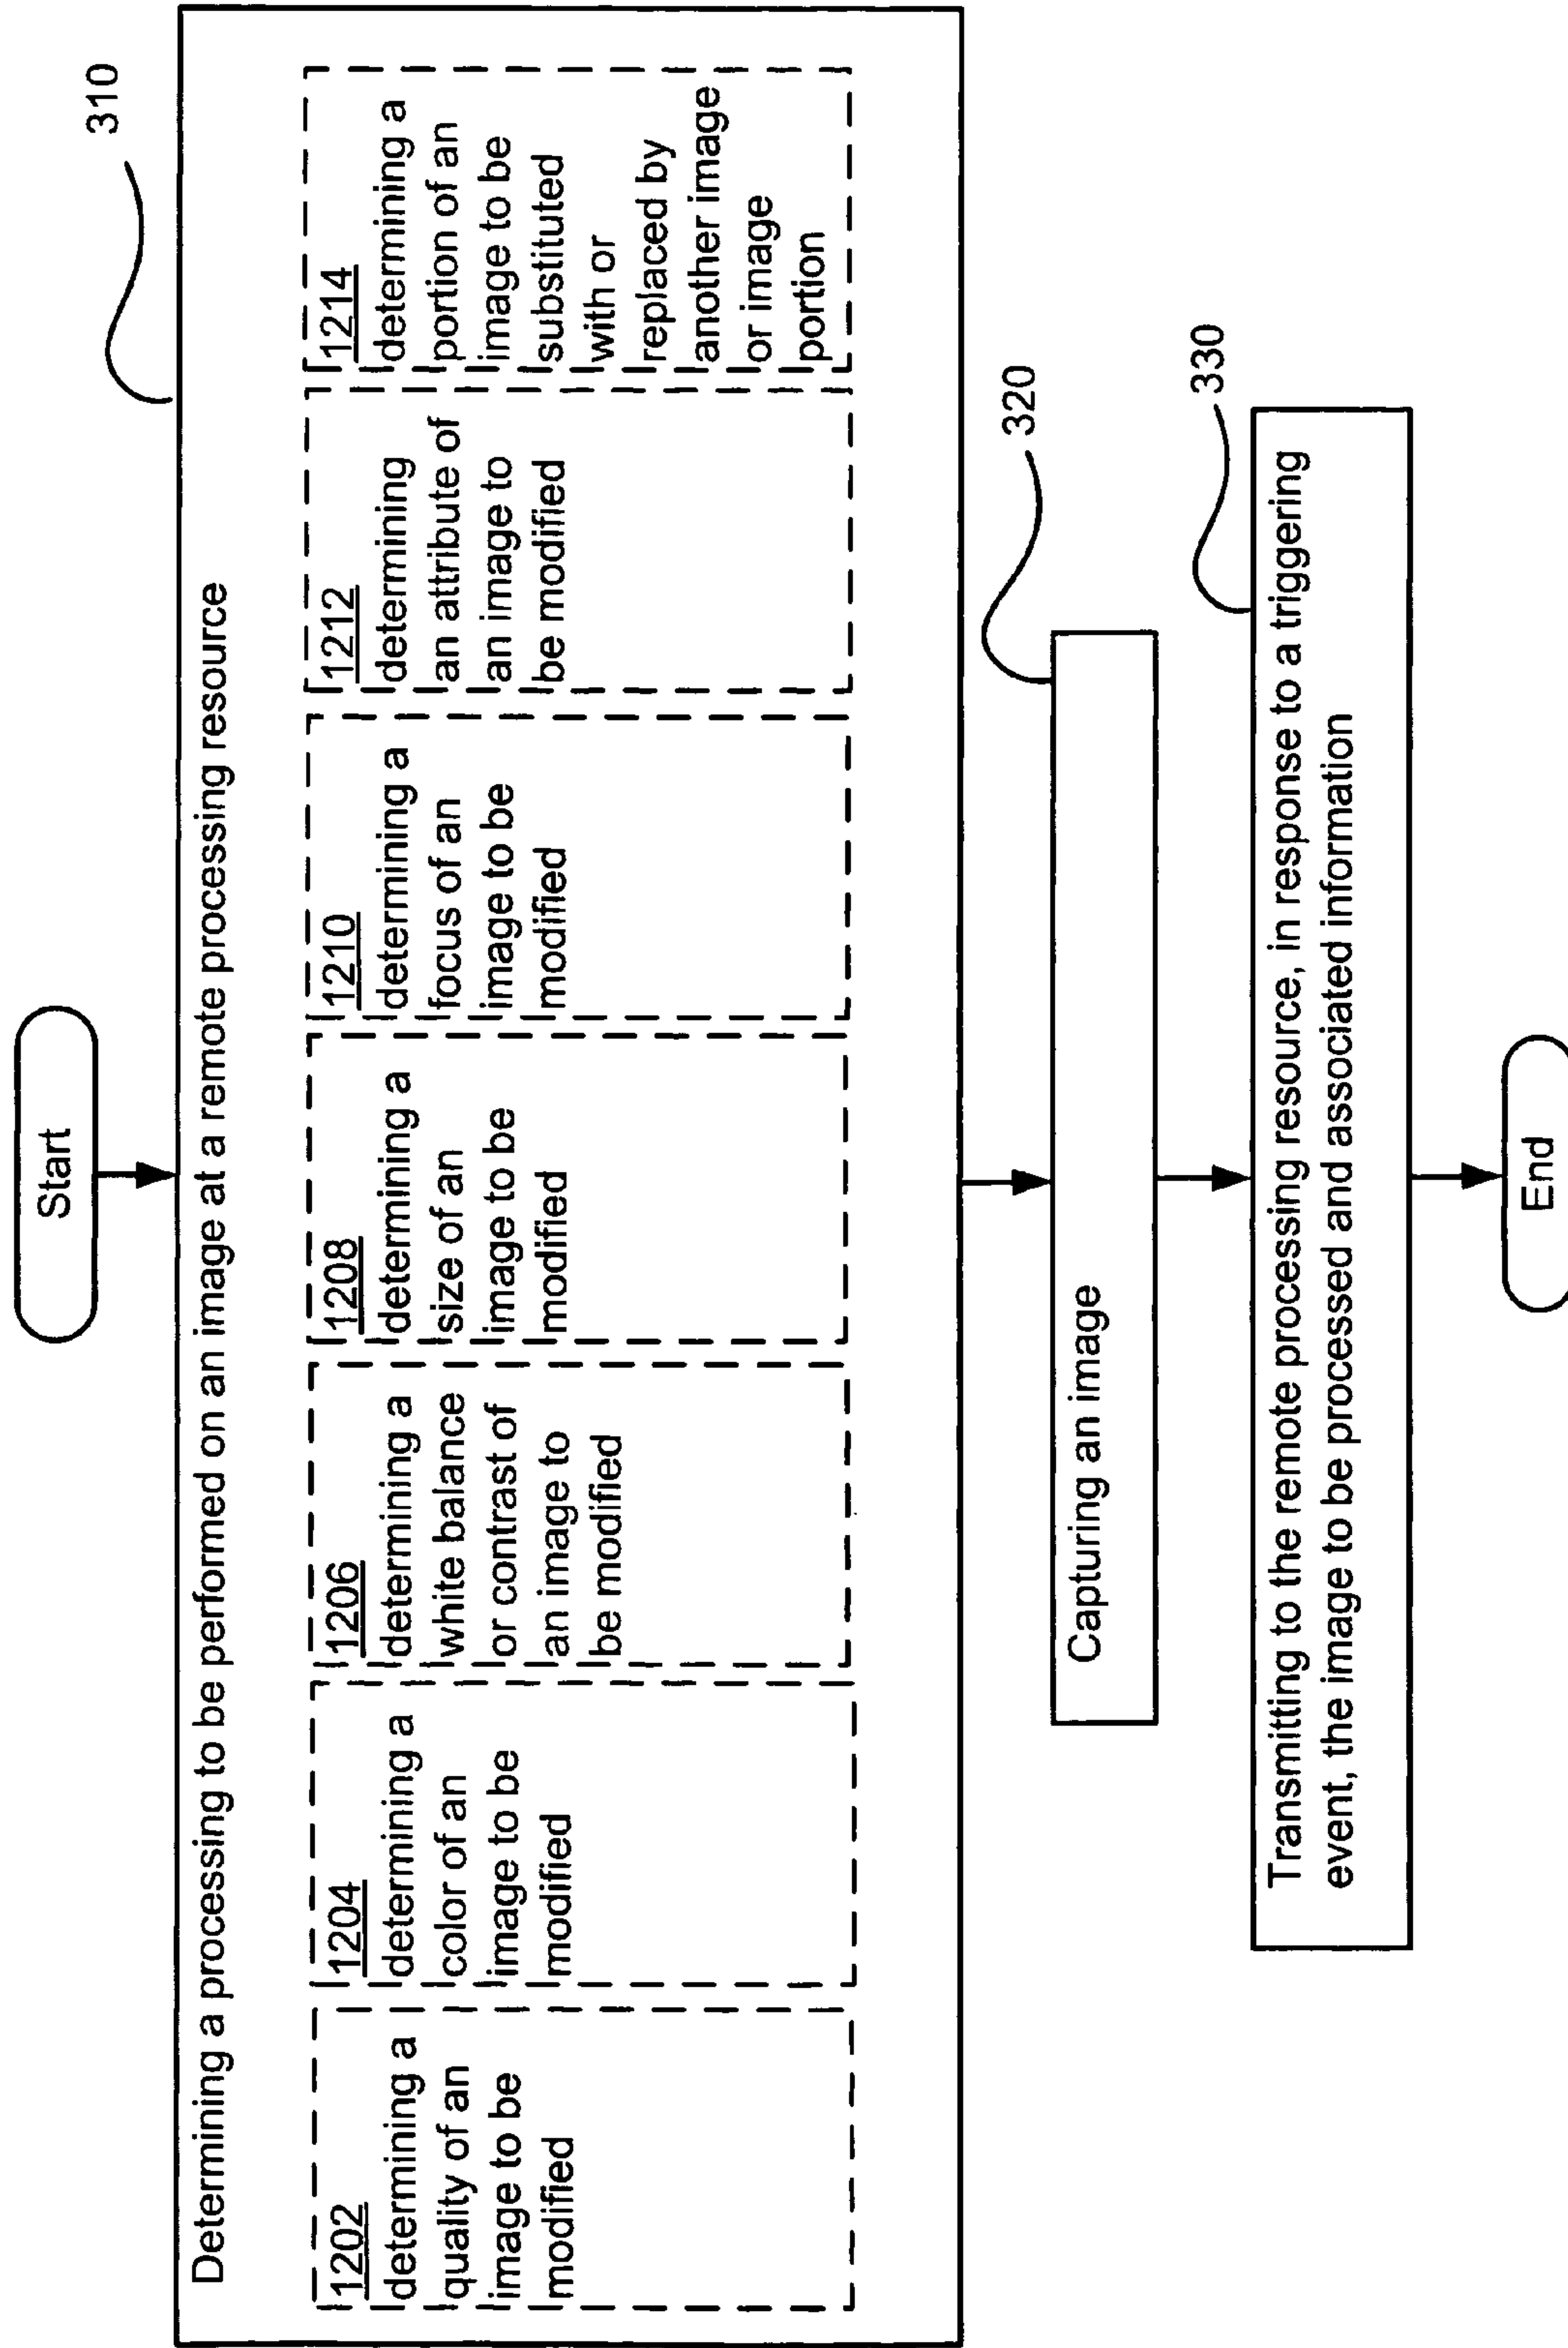 Start
310
Determining a processing to be performed on an image at a remote processing resource
1202
determining a
quality of an
image to be
modified
1204
determining a
color of an
image to be
modified
1206
determining a
white balance
or contrast of
an image to
be modified
1208
determining a
size of an
image to be
modified
1210
determining a
focus of an
image to be
modified
1212
determining
an attribute of
an image to
be modified
1214
determining a
portion of an
image to be
substituted
with or
replaced by
another image
or image
portion
320
Capturing an image
330
Transmitting to the remote processing resource, in response to a triggering
event, the image to be processed and associated information
End